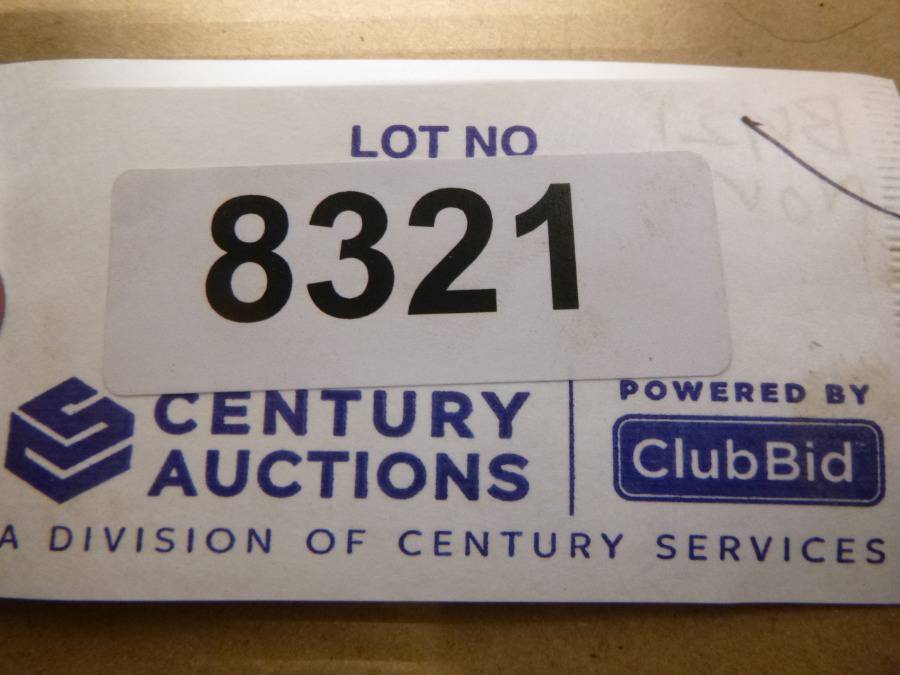 LOT NO
8321
CENTURY
AUCTIONS
POWERED BY
ClubBid
A DIVISION OF CENTURY SERVICES